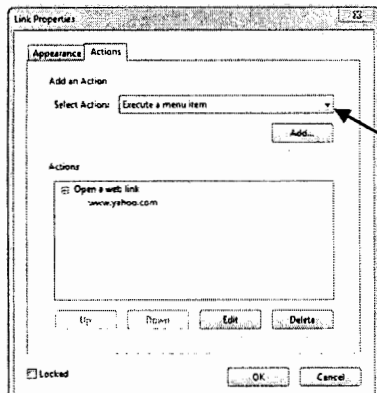 Link Properties
Appearance Actions
Add an Action
Select Action: Execute a menu item
Add...
Actions
Open a web link
www.yahoo.com
Up Down Edit Delete
Locked OK Cancel